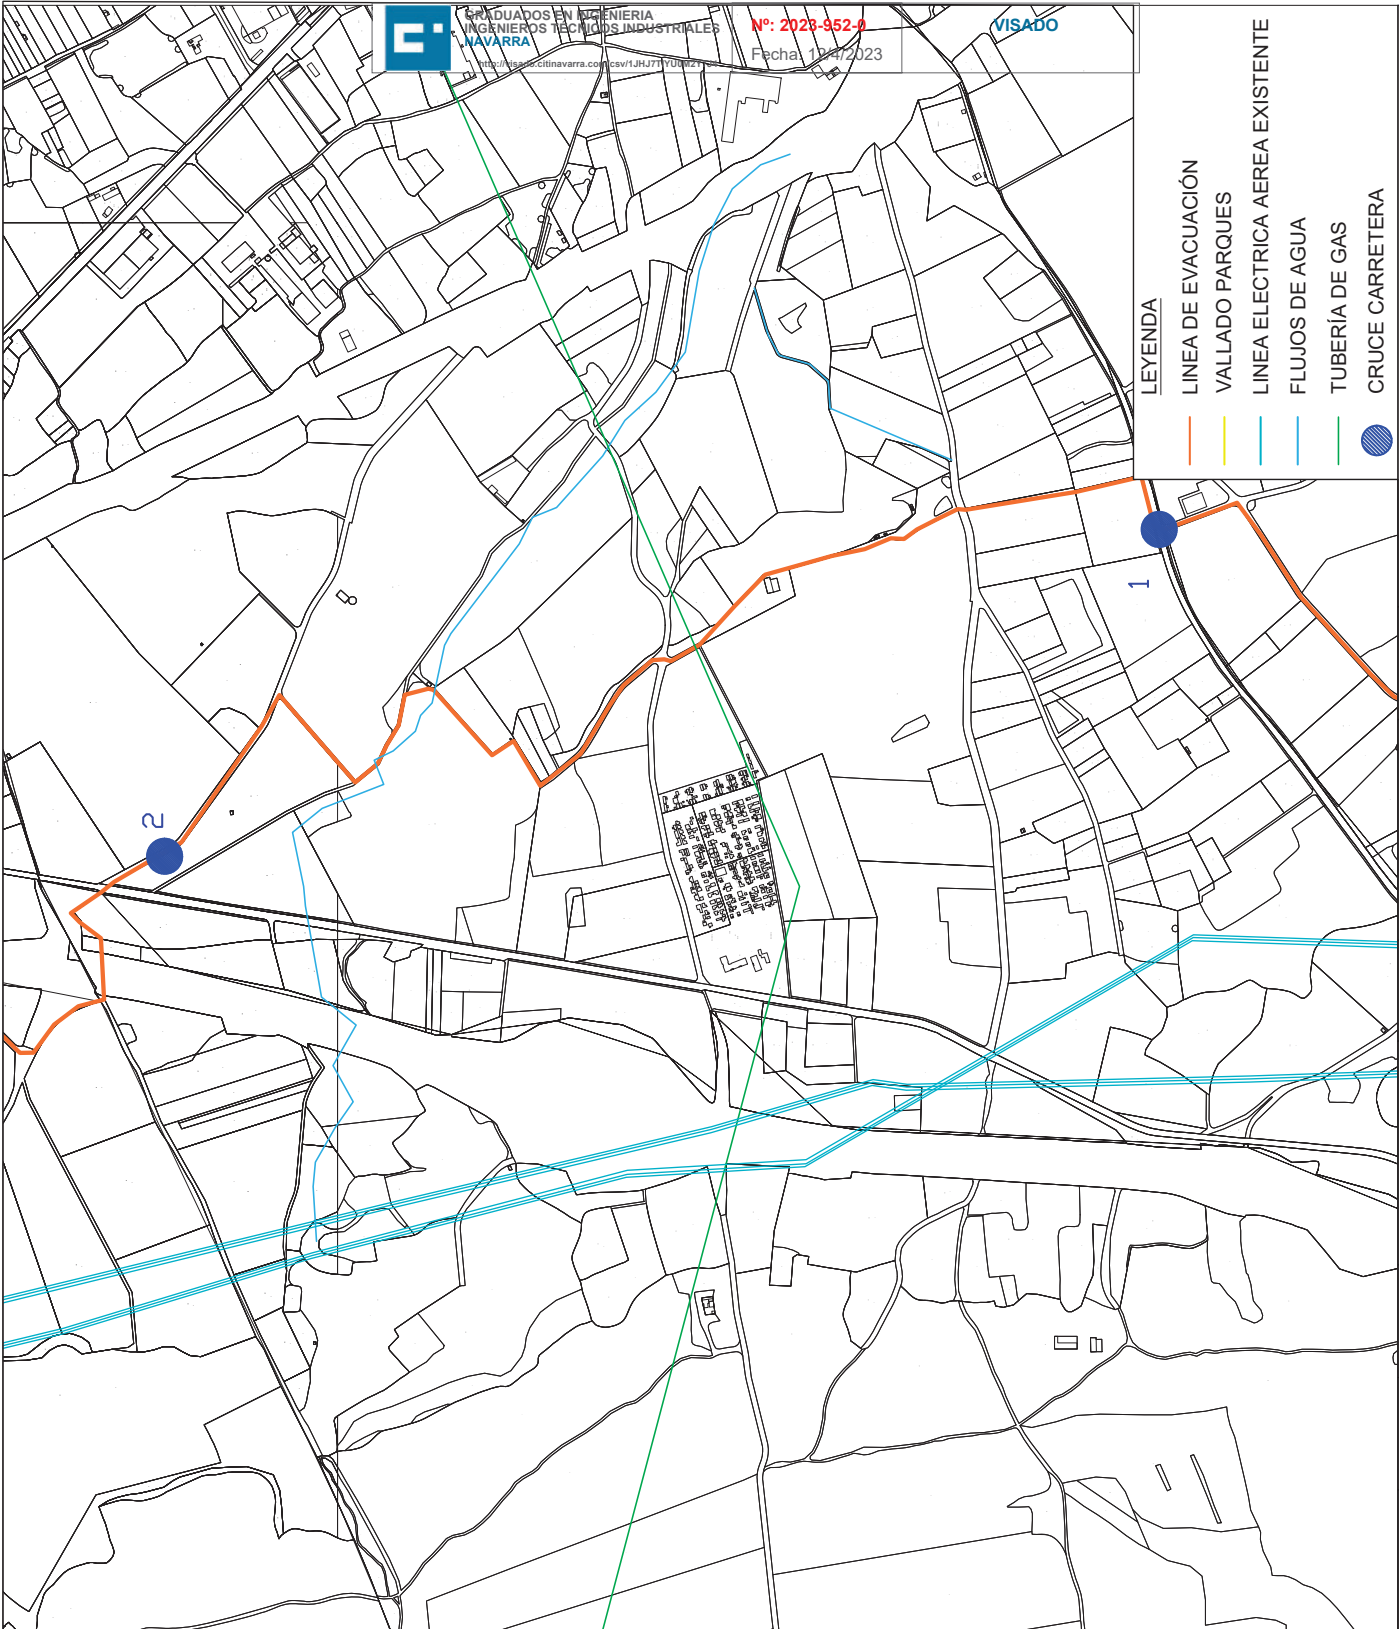 GRADUADOS EN INGENIERIA
INGENIEROS TECNICOS INDUSTRIALES
NAVARRA
Nº: 2023-952-0
Fecha: 12/4/2023
VISADO
LEYENDA
LINEA DE EVACUACIÓN
VALLADO PARQUES
LINEA ELECTRICA AEREA EXISTENTE
FLUJOS DE AGUA
TUBERÍA DE GAS
CRUCE CARRETERA
1
2